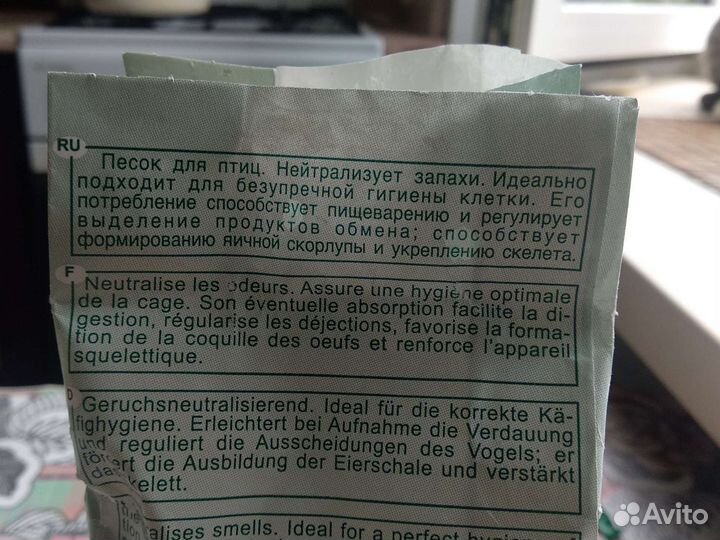 RU
Песок для птиц. Нейтрализует запахи. Идеально
подходит для безупречной гигиены клетки. Его
потребление способствует пищеварению и регулирует
выделение продуктов обмена; способствует
формированию яичной скорлупы и укреплению скелета.
F
Neutralise les odeurs. Assure une hygiène optimale
de la cage. Son éventuelle absorption facilite la di-
gestion, régularise les déjections, favorise la forma-
tion de la coquille des oeufs et renforce l'appareil
squelettique.
D
Geruchsneutralisierend. Ideal für die korrekte Kä-
fighygiene. Erleichtert bei Aufnahme die Verdauung
und reguliert die Ausscheidungen des Vogels; er
die Ausbildung der Eierschale und verstärkt
smells. Ideal for a perfect
Avito